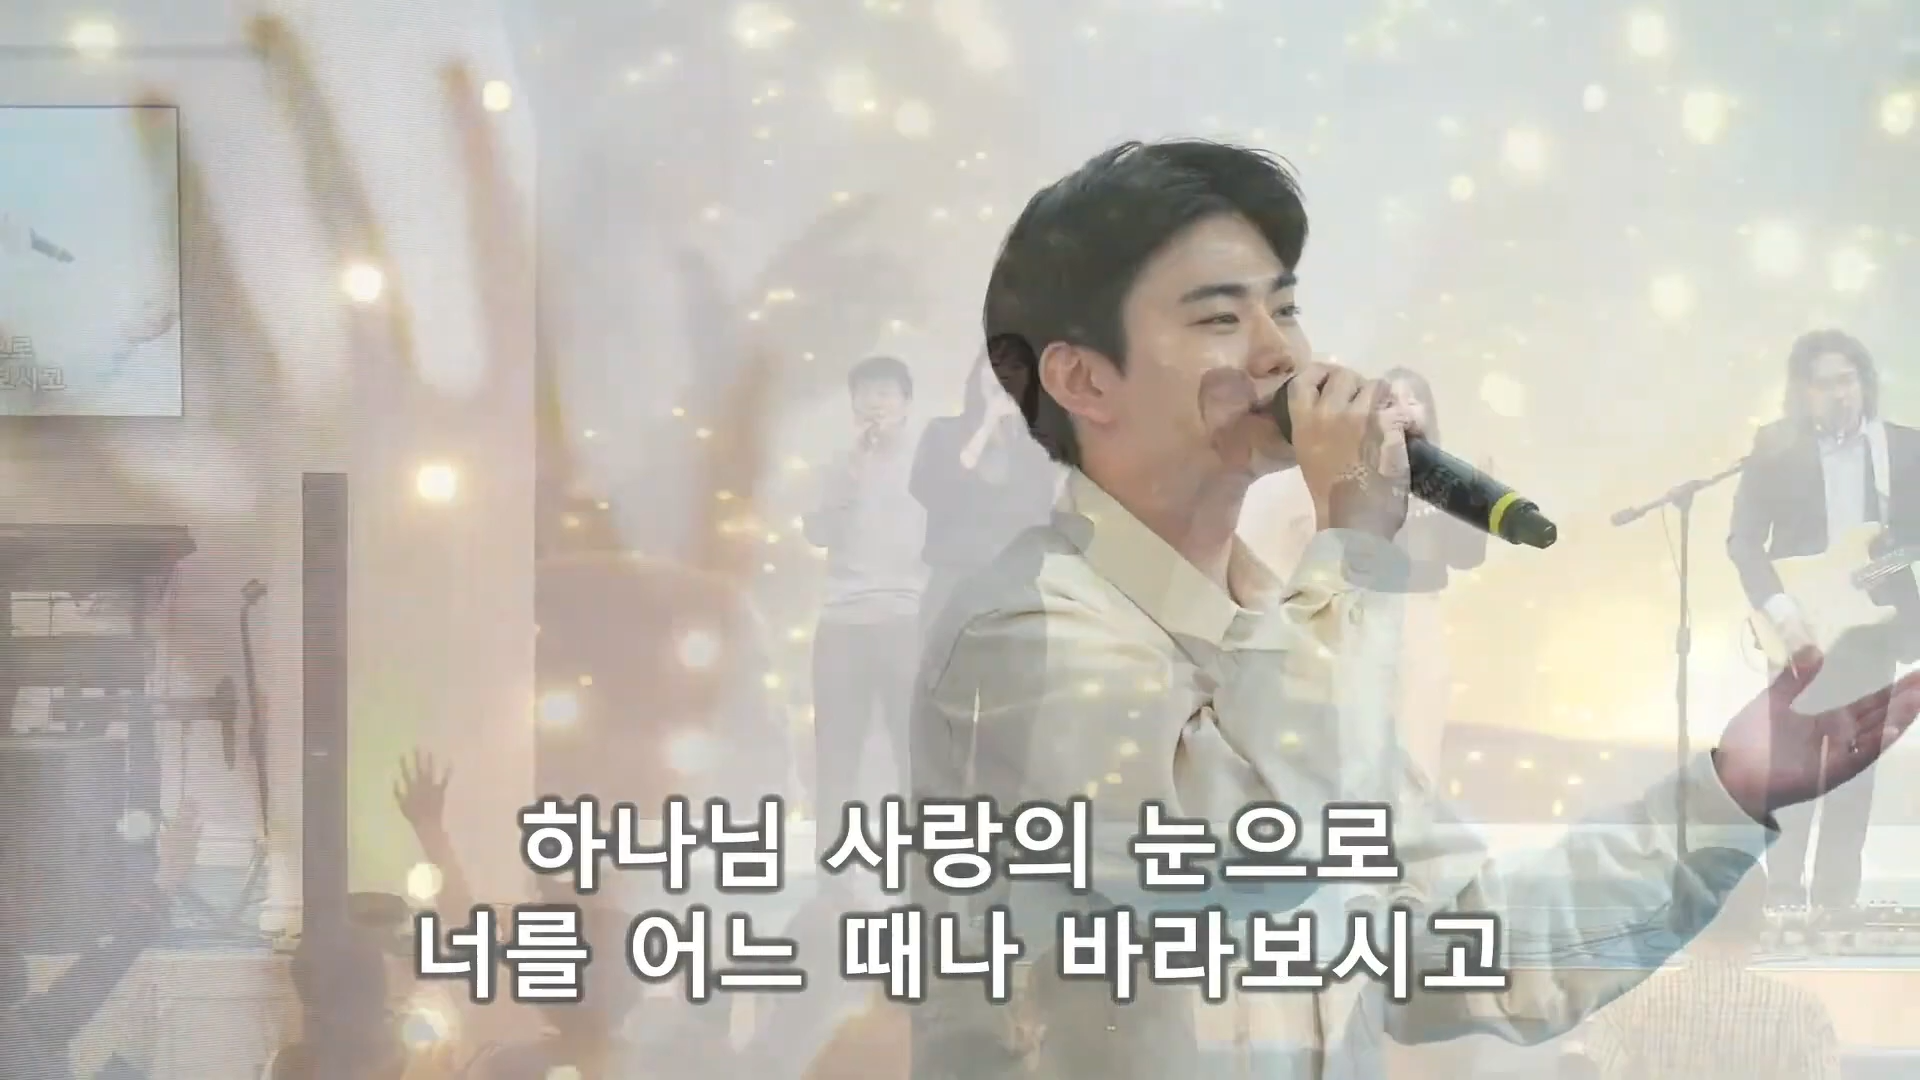 하나님 사랑의 눈으로
너를 어느 때나 바라보시고